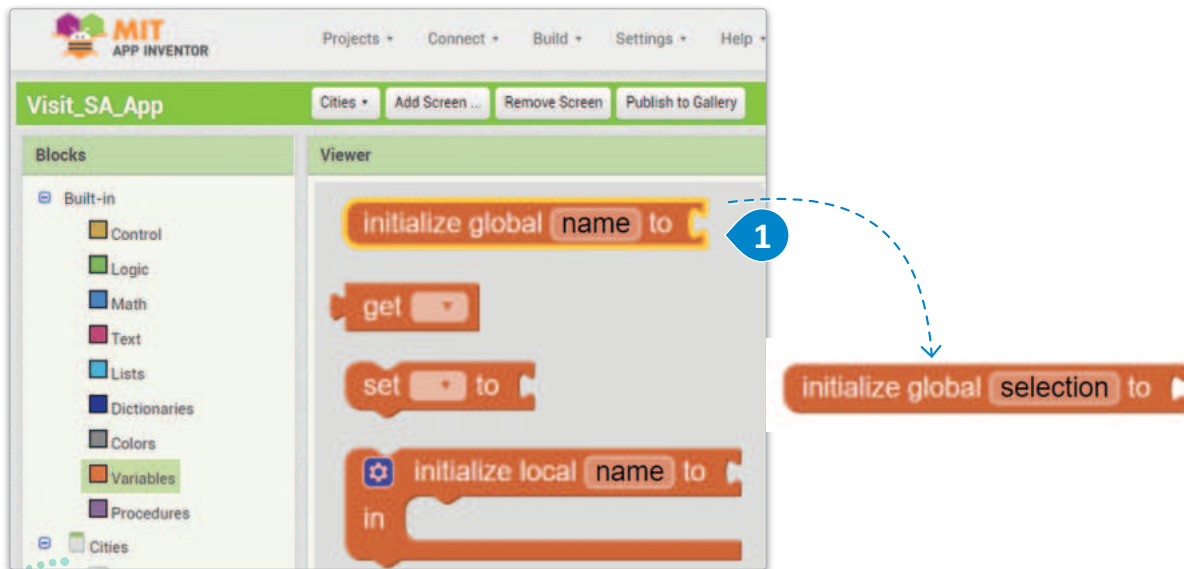 MIT
APP INVENTOR
Projects Connect Build Settings Help
Visit_SA_App
Cities Add Screen ... Remove Screen Publish to Gallery
Blocks
Viewer
Built-in
Control
Logic
Math
Text
Lists
Dictionaries
Colors
Variables
Procedures
Cities
initialize global name to
1
get
set to
initialize local name to
in
initialize global selection to